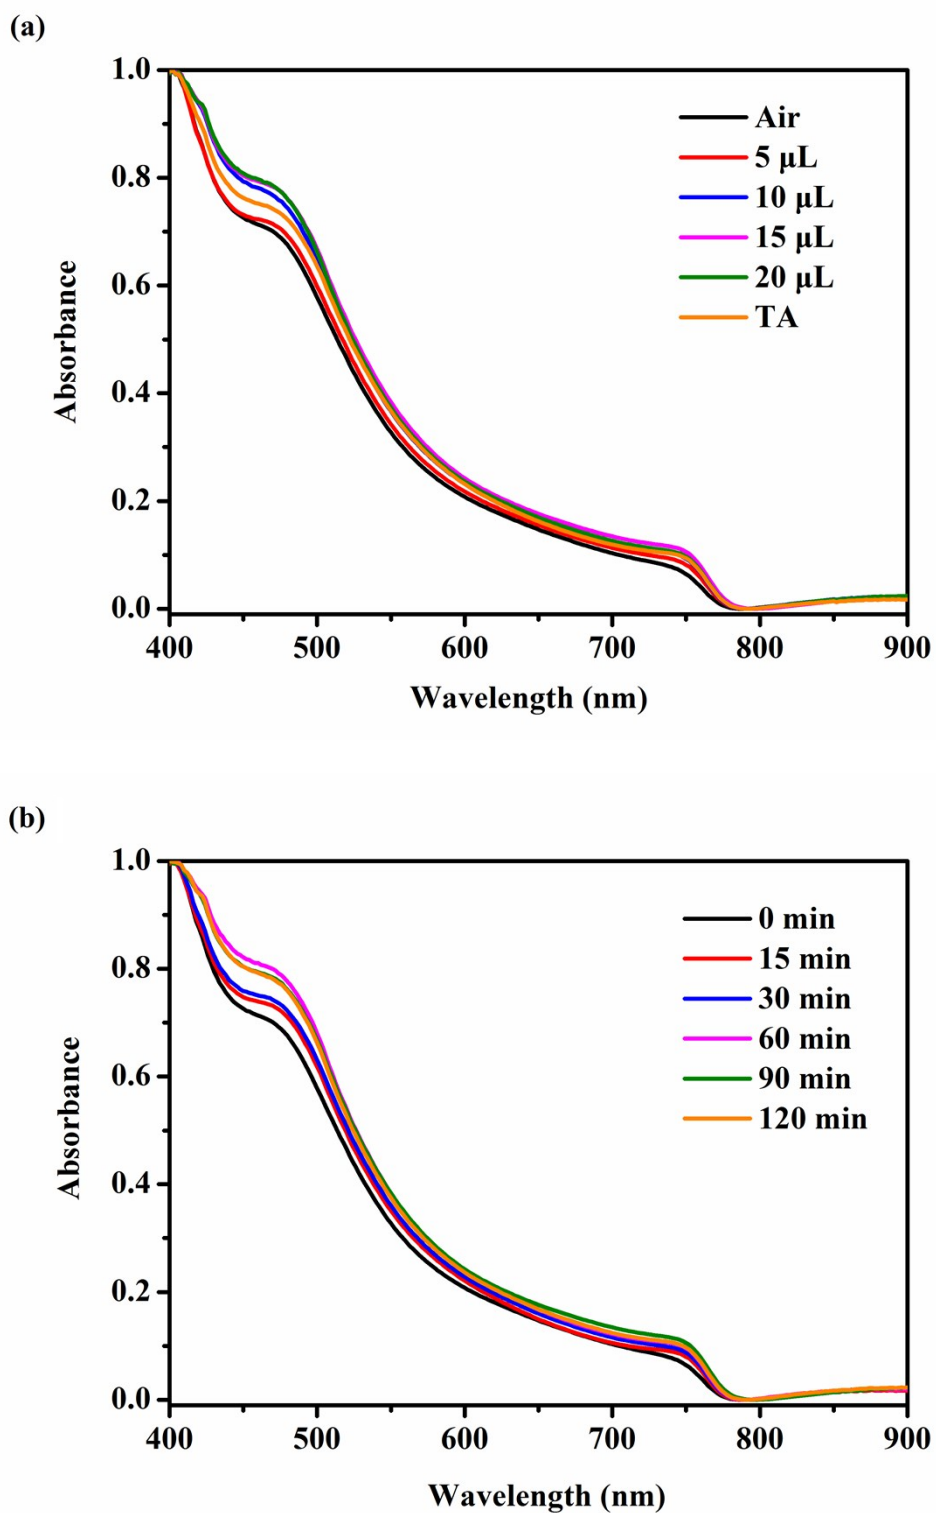 (a)
1.0
0.8
0.6
0.4
0.2
0.0
Absorbance
Air
5 µL
10 µL
15 µL
20 µL
TA
400 500 600 700 800 900
Wavelength (nm)
(b)
1.0
0.8
0.6
0.4
0.2
0.0
Absorbance
0 min
15 min
30 min
60 min
90 min
120 min
400 500 600 700 800 900
Wavelength (nm)